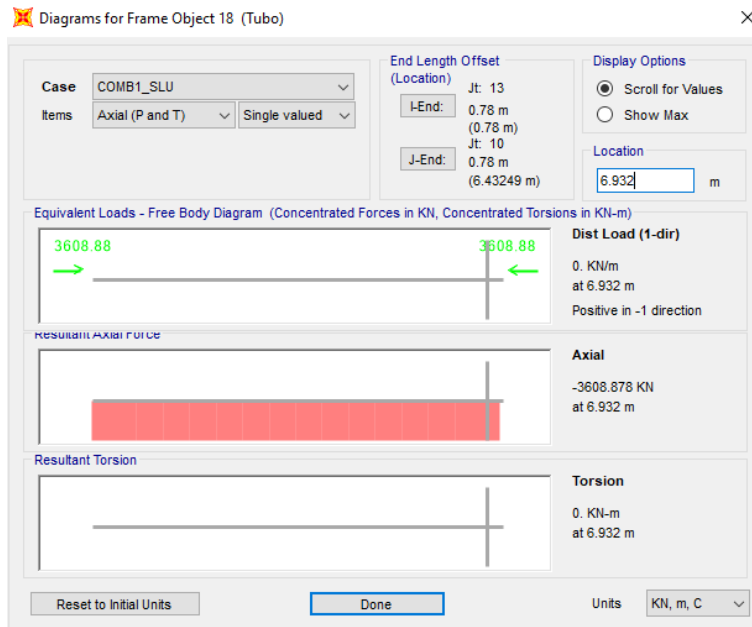 Diagrams for Frame Object 18 (Tubo)
Case COMB1_SLU
Items Axial (P and T) Single valued
End Length Offset
(Location)
Jt: 13
I-End: 0.78 m
(0.78 m)
Jt: 10
J-End: 0.78 m
(6.43249 m)
Display Options
Scroll for Values
Show Max
Location
6.932 m
Equivalent Loads - Free Body Diagram (Concentrated Forces in KN, Concentrated Torsions in KN-m)
3608.88 3608.88
Dist Load (1-dir)
0. KN/m
at 6.932 m
Positive in -1 direction
Resultant Axial Force
Axial
-3608.878 KN
at 6.932 m
Resultant Torsion
Torsion
0. KN-m
at 6.932 m
Reset to Initial Units Done Units KN, m, C